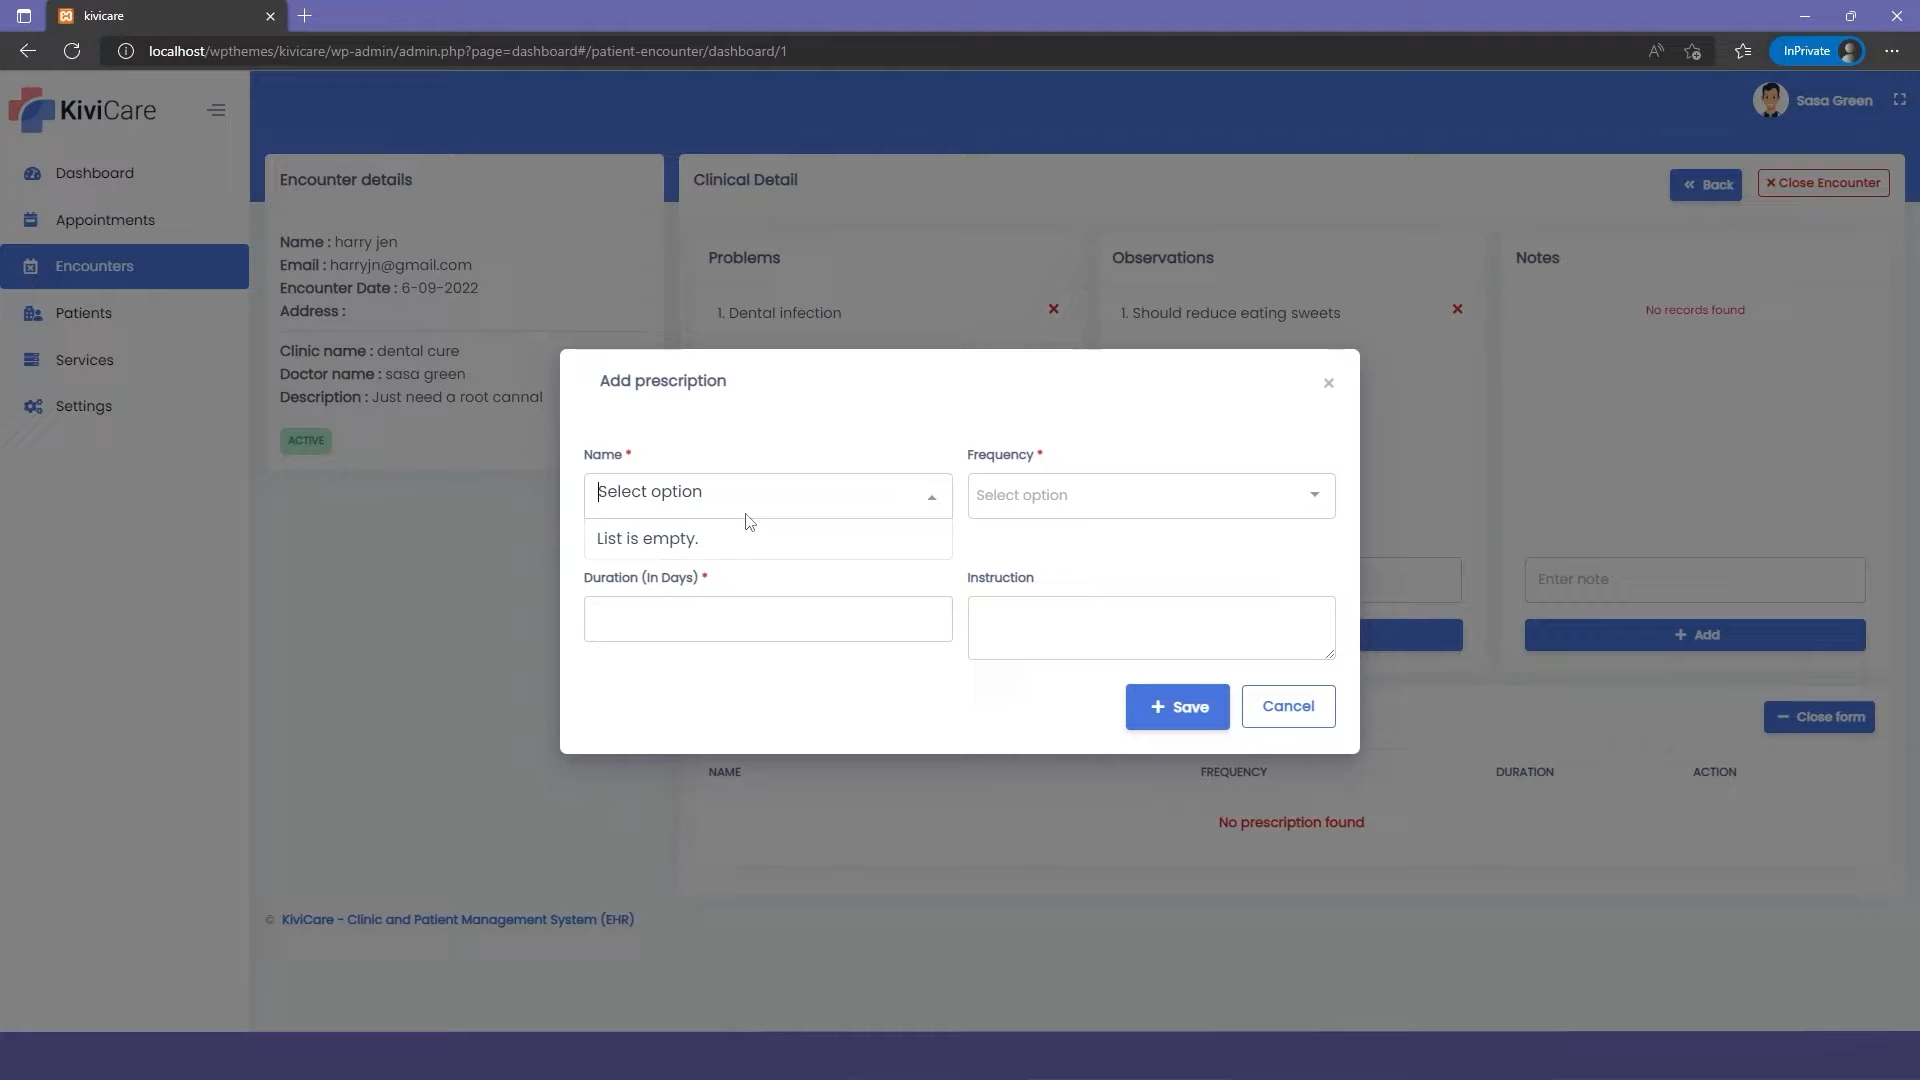 kivicare
localhost/wpthemes/kivicare/wp-admin/admin.php?page=dashboard#/patient-encounter/dashboard/1
InPrivate
KiviCare
Sasa Green
Dashboard
Appointments
Encounters
Patients
Services
Settings
Encounter details
Name : harry jen
Email : harryjn@gmail.com
Encounter Date : 6-09-2022
Address :
Clinic name : dental cure
Doctor name : sasa green
Description : Just need a root cannal
ACTIVE
Clinical Detail
« Back
× Close Encounter
Problems
Observations
Notes
1. Dental infection
1. Should reduce eating sweets
No records found
Add prescription
×
Name *
Frequency *
Select option
Select option
List is empty.
Duration (In Days) *
Instruction
+ Save
Cancel
Enter note
+ Add
− Close form
NAME
FREQUENCY
DURATION
ACTION
No prescription found
© KiviCare - Clinic and Patient Management System (EHR)